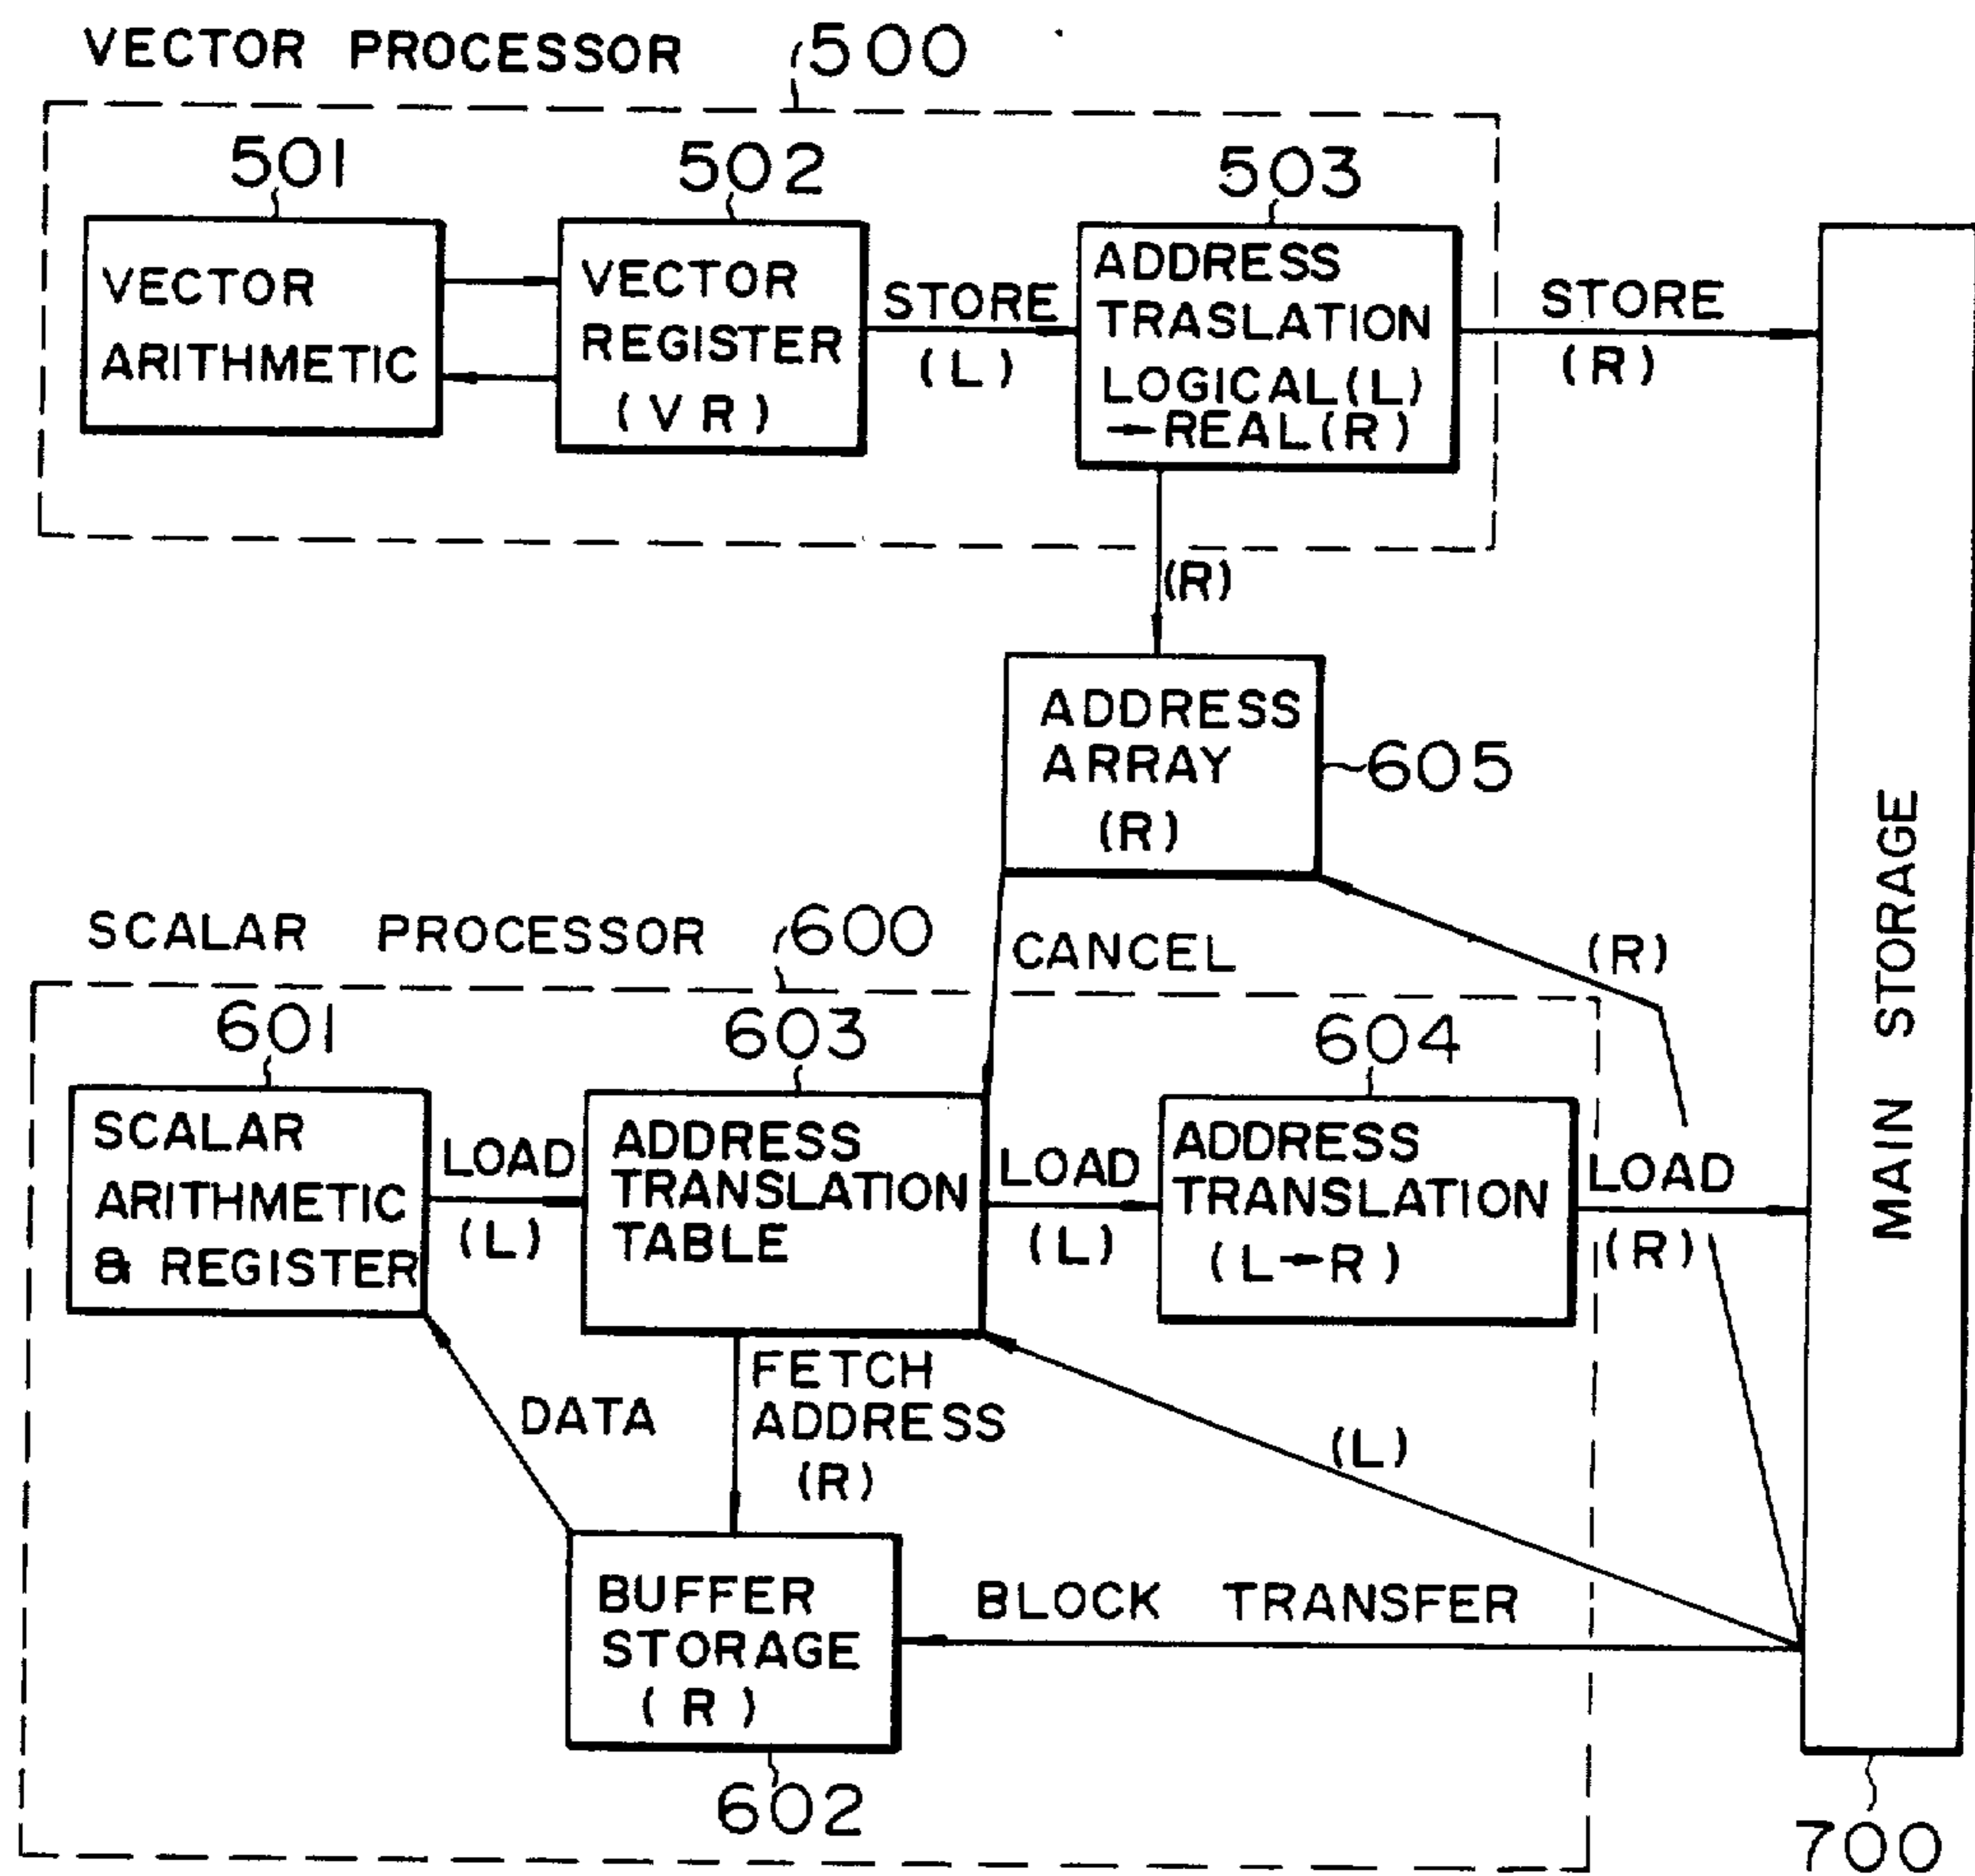 VECTOR PROCESSOR
500
501
502
503
VECTOR
ARITHMETIC
VECTOR
REGISTER
(VR)
STORE
(L)
ADDRESS
TRASLATION
LOGICAL(L)
→REAL(R)
STORE
(R)
(R)
ADDRESS
ARRAY
(R)
605
MAIN STORAGE
SCALAR PROCESSOR
600
CANCEL
(R)
601
603
604
SCALAR
ARITHMETIC
& REGISTER
LOAD
(L)
ADDRESS
TRANSLATION
TABLE
LOAD
(L)
ADDRESS
TRANSLATION
(L→R)
LOAD
(R)
DATA
FETCH
ADDRESS
(R)
(L)
BUFFER
STORAGE
(R)
BLOCK TRANSFER
602
700